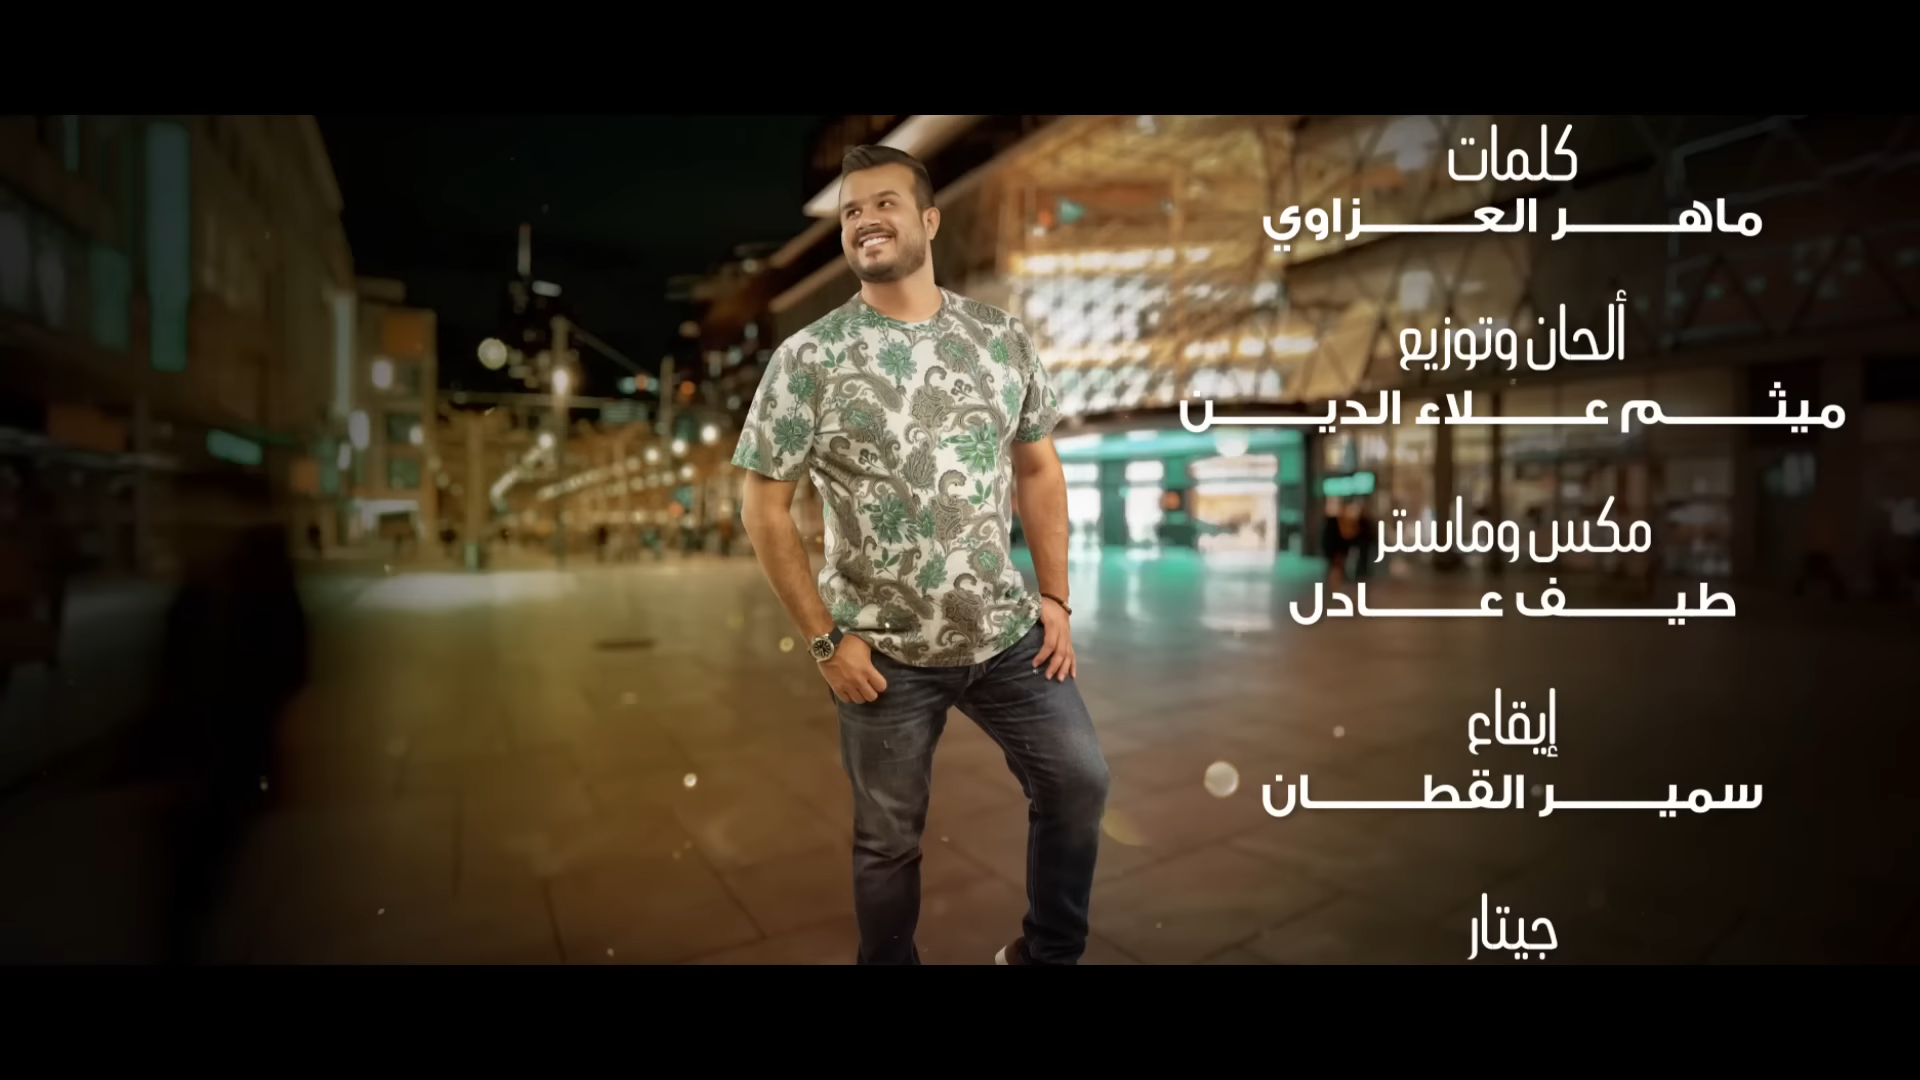 كلمات
ماهر العزاوي
ألحان وتوزيع
ميثم علاء الدين
مكس وماستر
طيف عادل
إيقاع
سمير القطان
جيتار